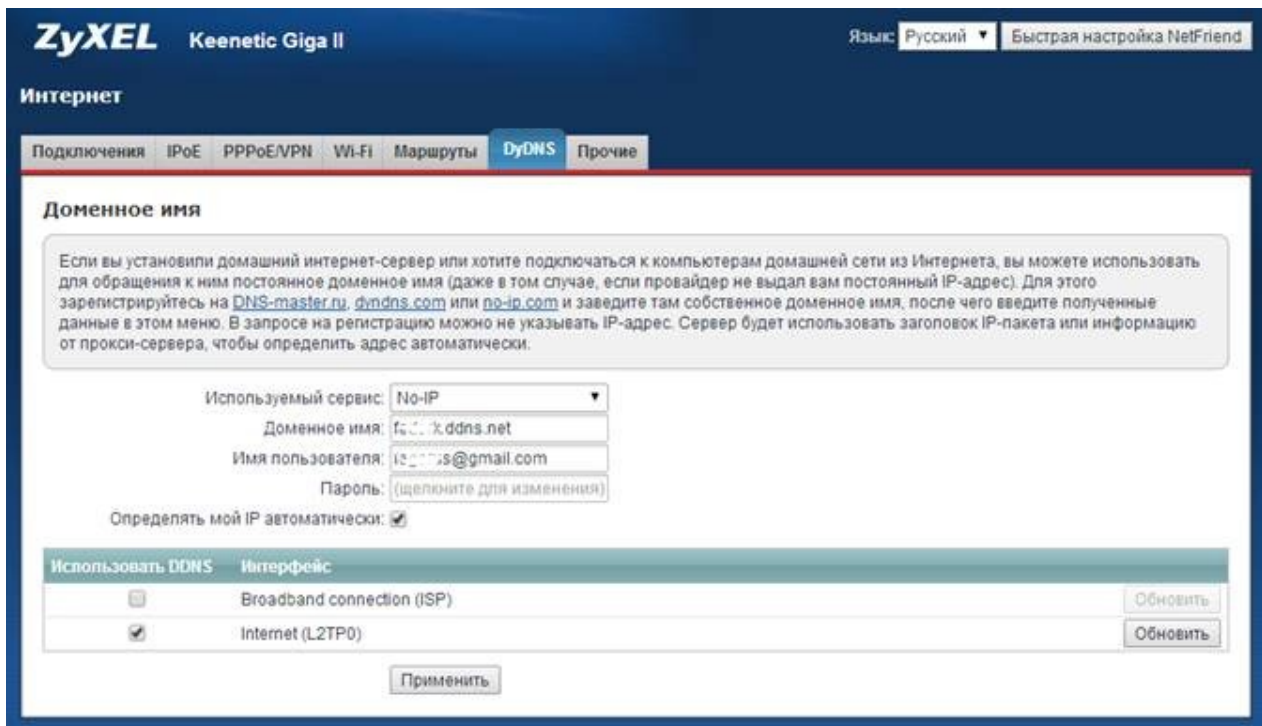 ZyXEL Keenetic Giga II
Язык: Русский Быстрая настройка NetFriend
Интернет
Подключения IPoE PPPoE/VPN Wi-Fi Маршруты DyDNS Прочие
Доменное имя
Если вы установили домашний интернет-сервер или хотите подключаться к компьютерам домашней сети из Интернета, вы можете использовать
для обращения к ним постоянное доменное имя (даже в том случае, если провайдер не выдал вам постоянный IP-адрес). Для этого
зарегистрируйтесь на DNS-master.ru, dyndns.com или no-ip.com и заведите там собственное доменное имя, после чего введите полученные
данные в этом меню. В запросе на регистрацию можно не указывать IP-адрес. Сервер будет использовать заголовок IP-пакета или информацию
от прокси-сервера, чтобы определить адрес автоматически.
Используемый сервис: No-IP
Доменное имя: .ddns.net
Имя пользователя: s@gmail.com
Пароль: (щелкните для изменения)
Определять мой IP автоматически:
Использовать DDNS Интерфейс
Broadband connection (ISP) Обновить
Internet (L2TP0) Обновить
Применить